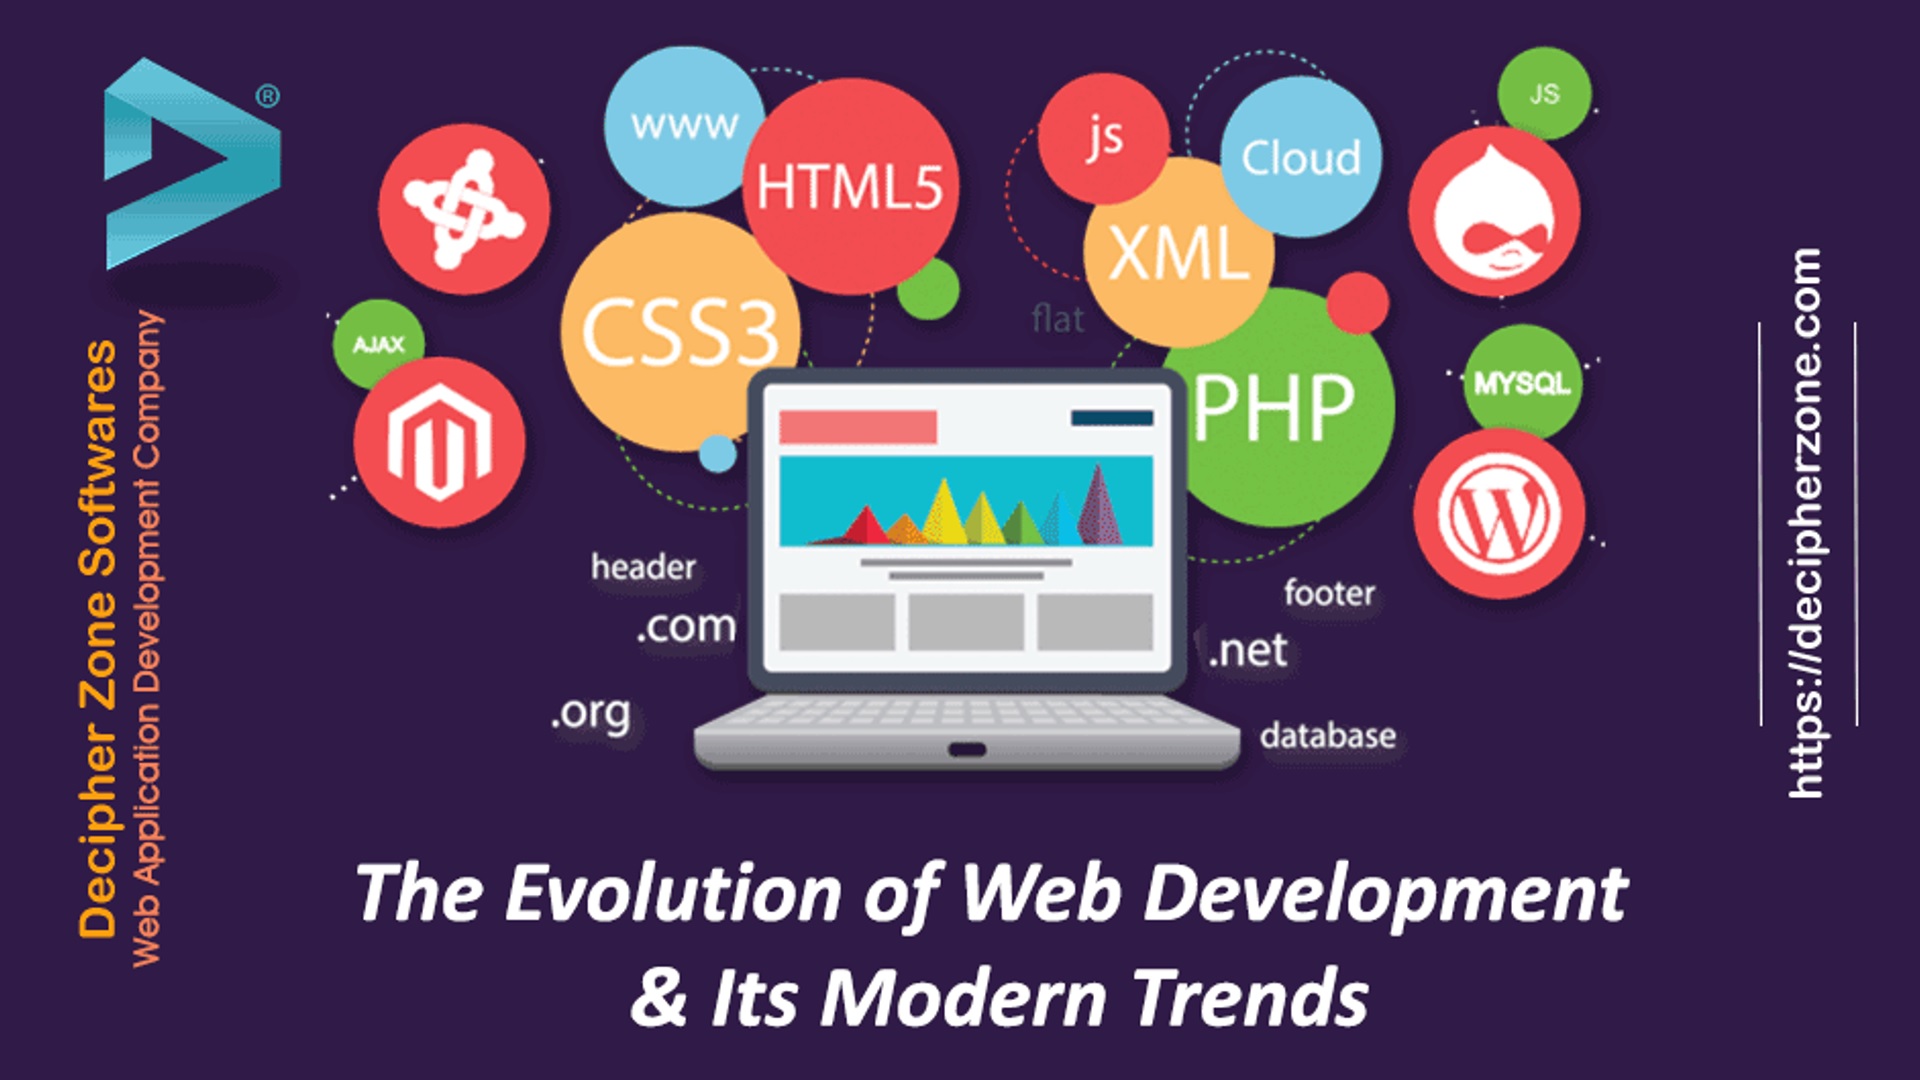 ®
Decipher Zone Softwares
Web Application Development Company
www
HTML5
CSS3
AJAX
js
Cloud
XML
flat
PHP
JS
MYSQL
https://decipherzone.com
header
.com
.org
footer
.net
database
The Evolution of Web Development
& Its Modern Trends